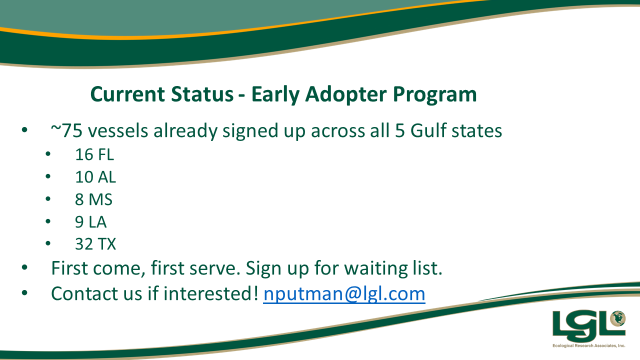 Current Status - Early Adopter Program
• ~75 vessels already signed up across all 5 Gulf states
• 16 FL
• 10 AL
• 8 MS
• 9 LA
• 32 TX
• First come, first serve. Sign up for waiting list.
• Contact us if interested! nputman@lgl.com
LGL
Ecological Research Associates, Inc.